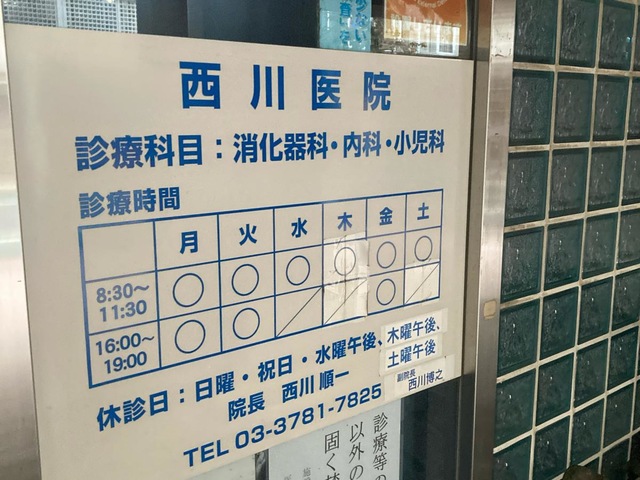 西川医院
診療科目：消化器科・内科・小児科
診療時間
月 火 水 木 金 土
8:30〜11:30 ○ ○ ○ ○ ○ ○
16:00〜19:00 ○ ○ ／ ／ ○ ／
休診日：日曜・祝日・水曜午後、木曜午後、
土曜午後
院長 西川 順一
副院長
西川博之
TEL 03-3781-7825
診療等の
以外の
固く禁